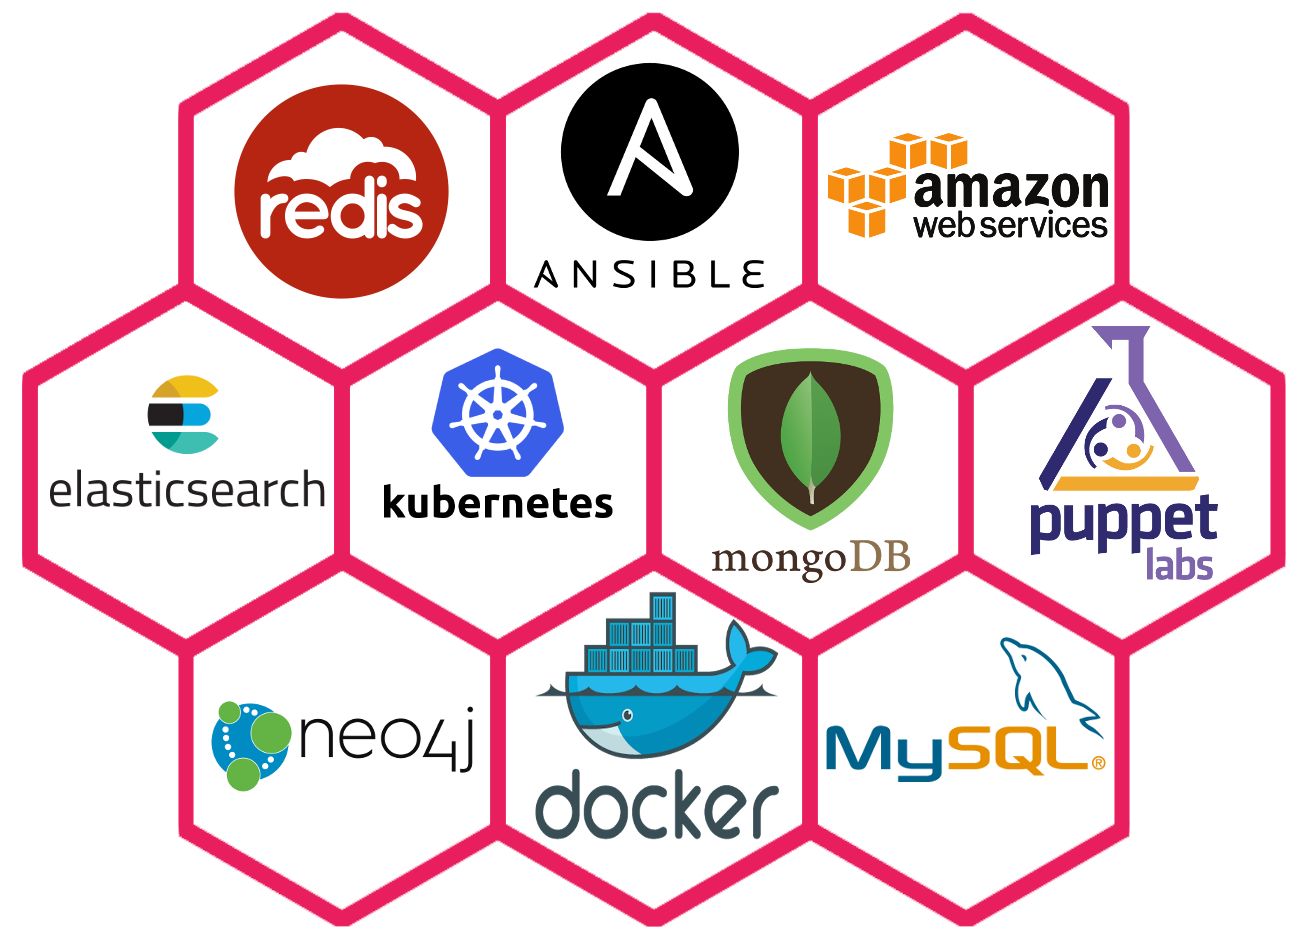 redis
ANSIBLE
amazon
web services
elasticsearch
kubernetes
mongoDB
puppet
labs
neo4j
docker
MySQL®